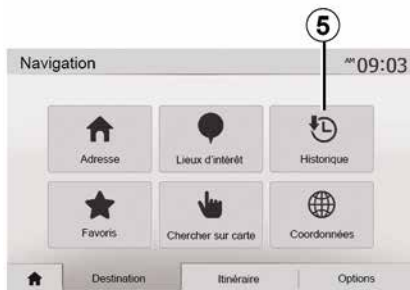 5
Navigation
AM 09:03
Adresse
Lieux d'intérêt
Historique
Favoris
Chercher sur carte
Coordonnées
Destination
Itinéraire
Options